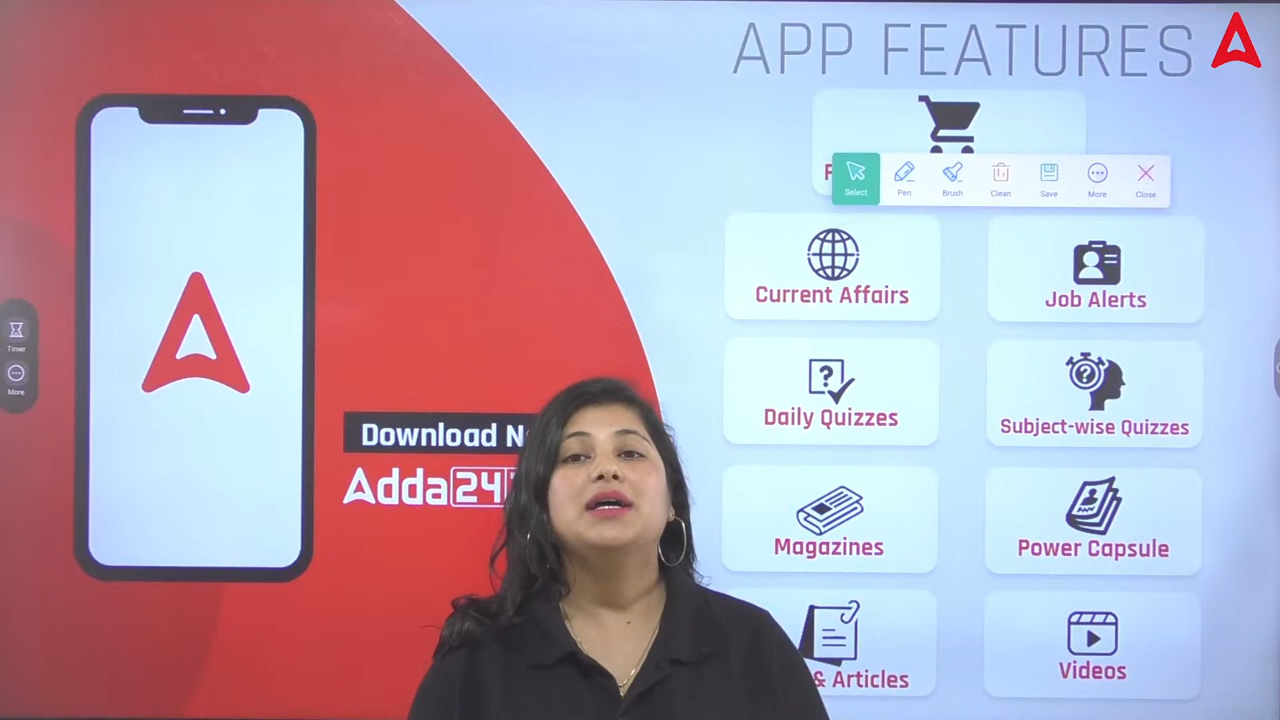 APP FEATURES
Select
Pen
Brush
Clean
Save
More
Close
Current Affairs
Job Alerts
Timer
More
Daily Quizzes
Subject-wise Quizzes
Download
Adda24
Magazines
Power Capsule
& Articles
Videos